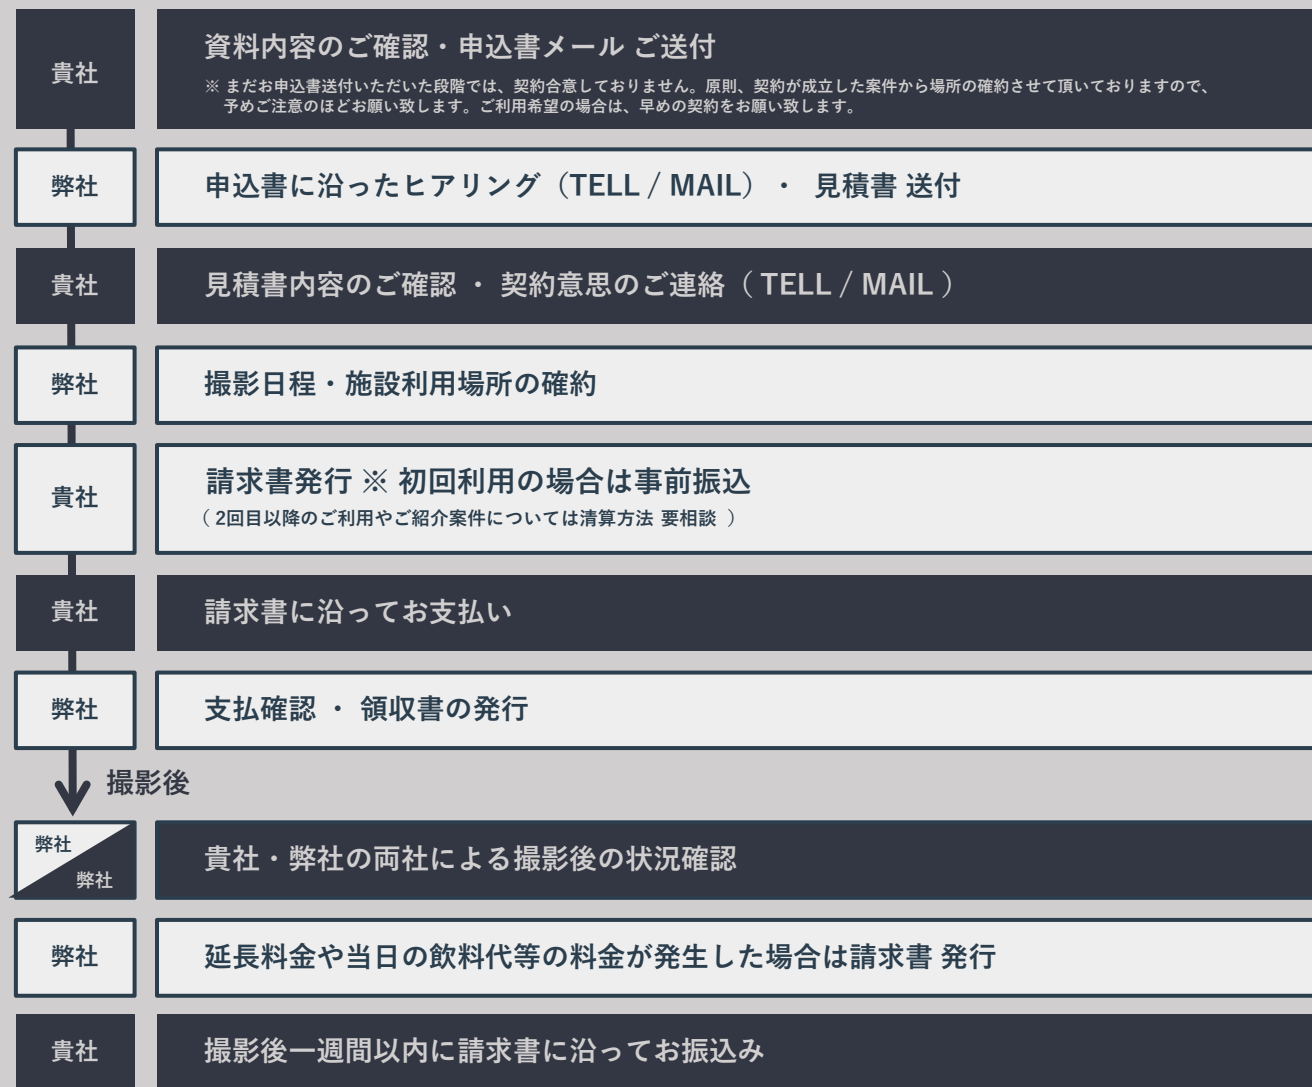 貴社
資料内容のご確認・申込書メール ご送付
※ まだお申込書送付いただいた段階では、契約合意しておりません。原則、契約が成立した案件から場所の確約させて頂いておりますので、
予めご注意のほどお願い致します。ご利用希望の場合は、早めの契約をお願い致します。
弊社
申込書に沿ったヒアリング（TELL / MAIL）・ 見積書 送付
貴社
見積書内容のご確認 ・ 契約意思のご連絡（ TELL / MAIL ）
弊社
撮影日程・施設利用場所の確約
貴社
請求書発行 ※ 初回利用の場合は事前振込
（ 2回目以降のご利用やご紹介案件については清算方法 要相談 ）
貴社
請求書に沿ってお支払い
弊社
支払確認 ・ 領収書の発行
撮影後
弊社
弊社
貴社・弊社の両社による撮影後の状況確認
弊社
延長料金や当日の飲料代等の料金が発生した場合は請求書 発行
貴社
撮影後一週間以内に請求書に沿ってお振込み